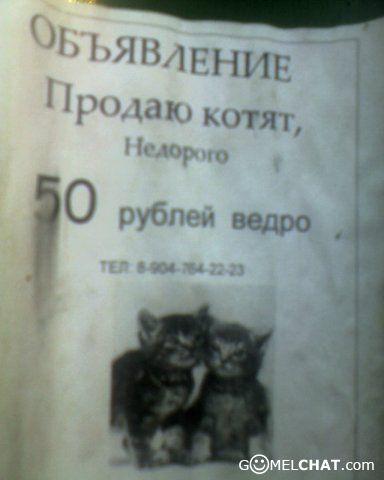 ОБЪЯВЛЕНИЕ
Продаю котят,
Недорого
50 рублей ведро
ТЕЛ: 8-904-764-22-23
GOMELCHAT.com